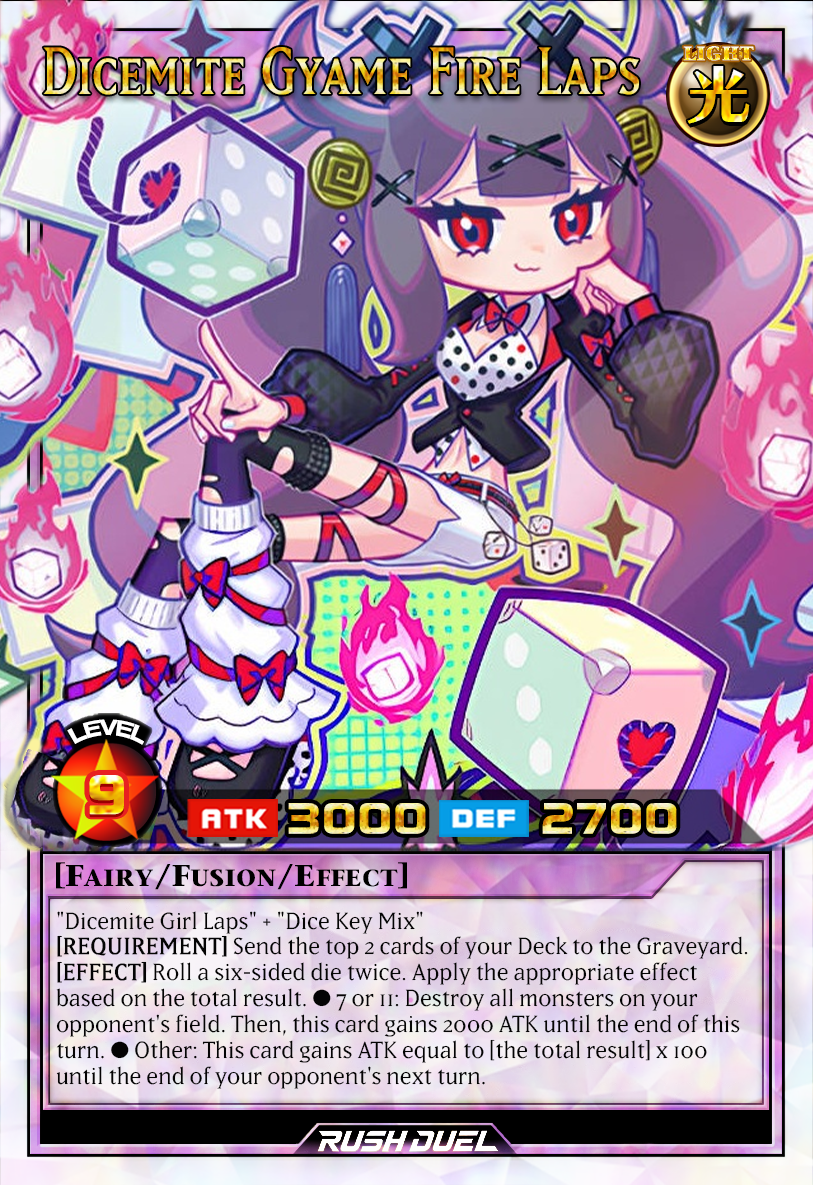 DICEMITE GYAME FIRE LAPS
LIGHT
光
LEVEL
9
ATK 3000 DEF 2700
[FAIRY/FUSION/EFFECT]
"Dicemite Girl Laps" + "Dice Key Mix"
[REQUIREMENT] Send the top 2 cards of your Deck to the Graveyard.
[EFFECT] Roll a six-sided die twice. Apply the appropriate effect
based on the total result. ● 7 or 11: Destroy all monsters on your
opponent's field. Then, this card gains 2000 ATK until the end of this
turn. ● Other: This card gains ATK equal to [the total result] x 100
until the end of your opponent's next turn.
RUSH DUEL